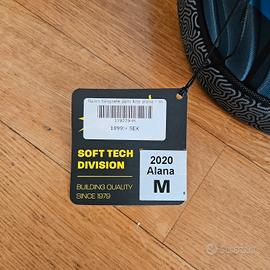 1899:- SEK
SOFT TECH
DIVISION
BUILDING QUALITY
SINCE 1979
2020
Alana
M